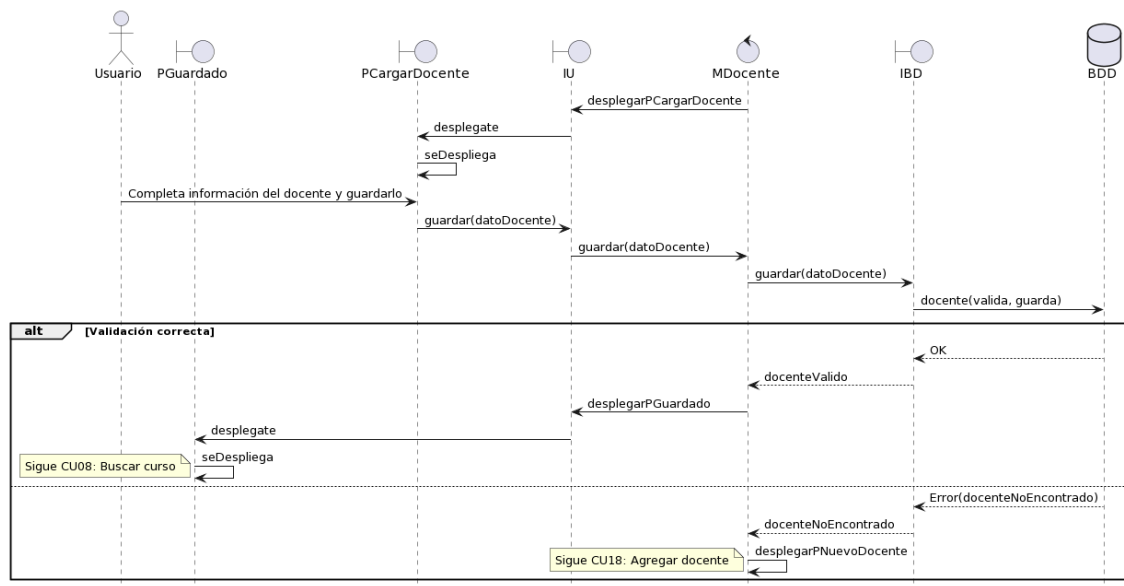 Usuario
PGuardado
PCargarDocente
IU
MDocente
IBD
BDD
desplegarPCargarDocente
desplegate
seDespliega
Completa información del docente y guardarlo
guardar(datoDocente)
guardar(datoDocente)
guardar(datoDocente)
docente(valida, guarda)
alt [Validación correcta]
OK
docenteValido
desplegarPGuardado
desplegate
Sigue CU08: Buscar curso
seDespliega
Error(docenteNoEncontrado)
docenteNoEncontrado
Sigue CU18: Agregar docente
desplegarPNuevoDocente